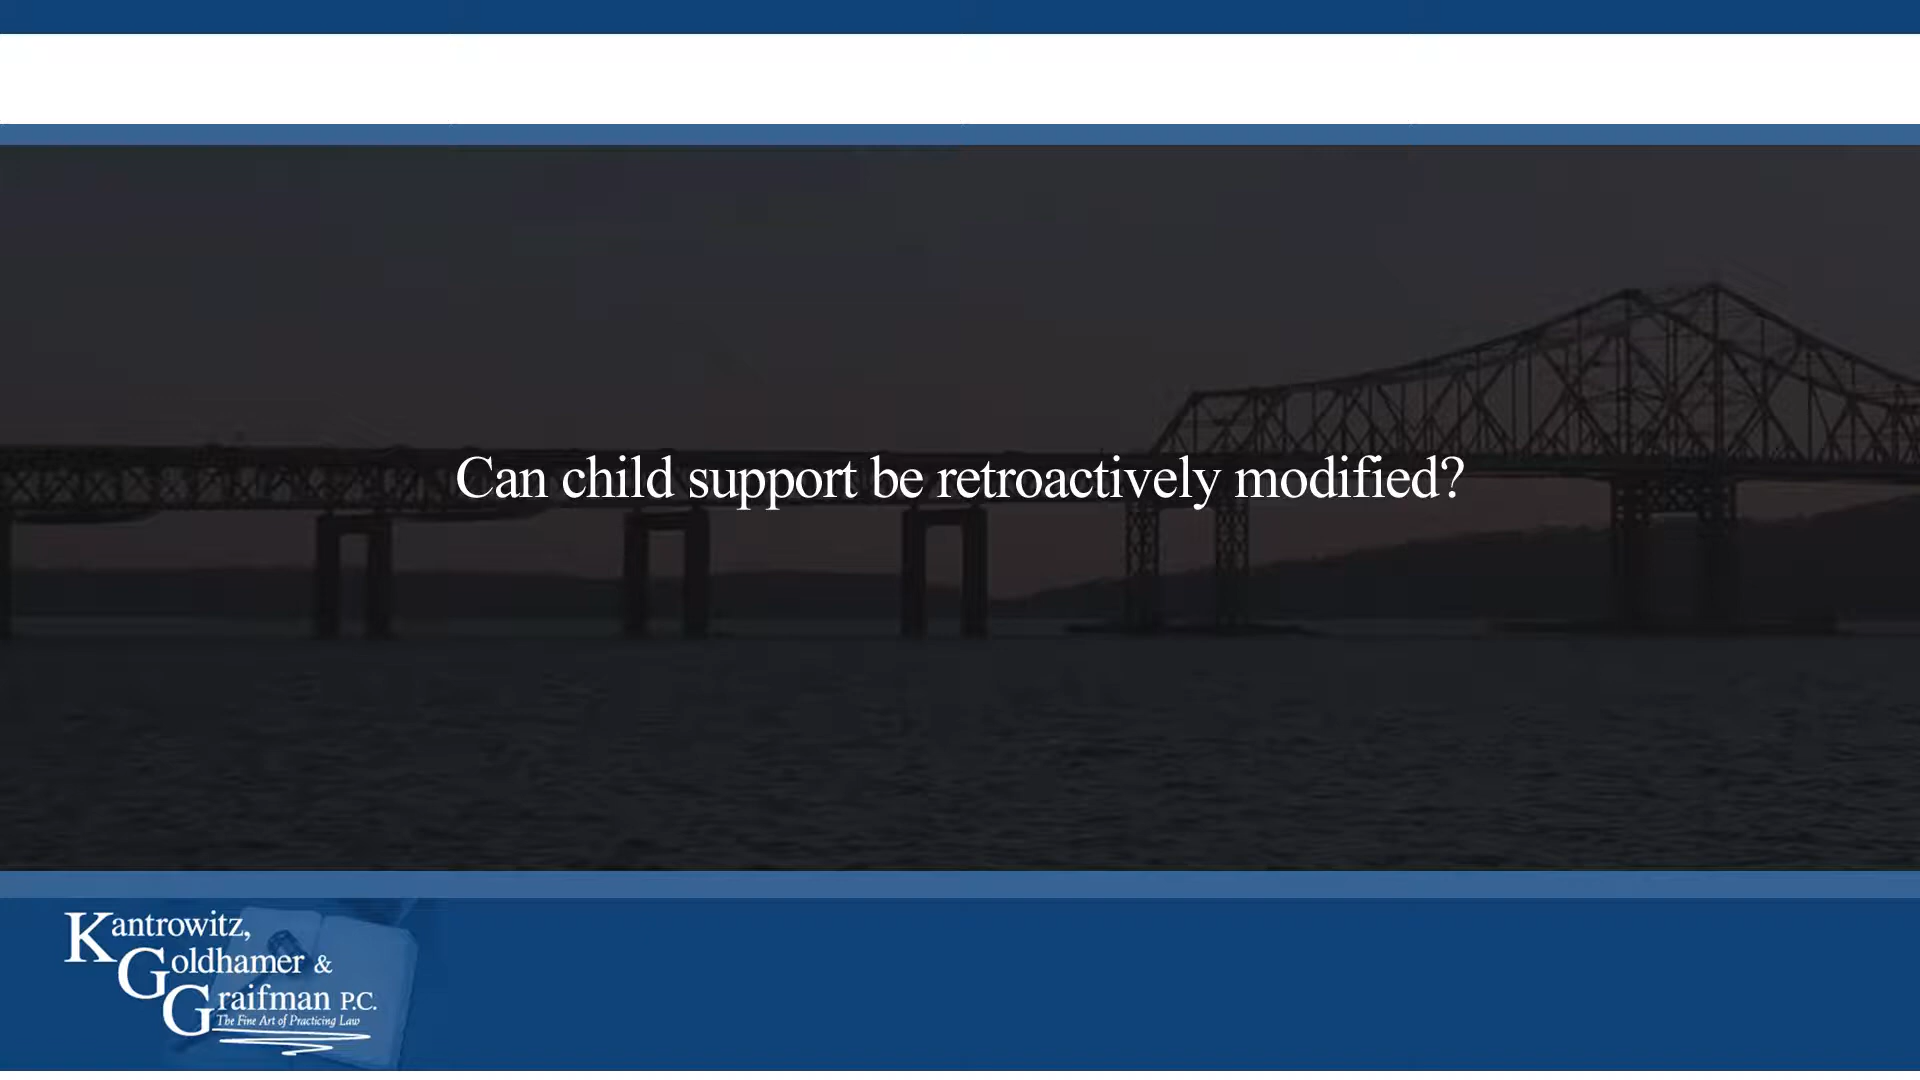 Can child support be retroactively modified?
Kantrowitz,
Goldhamer &
Graifman P.C.
The Fine Art of Practicing Law